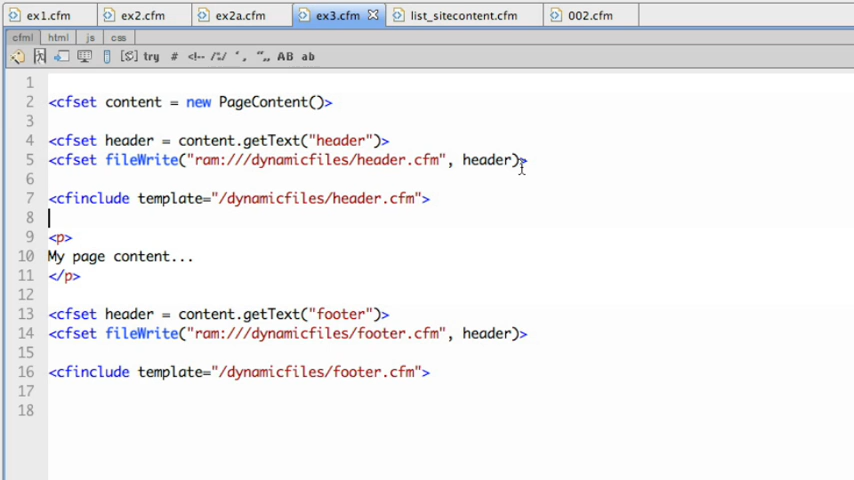 ex1.cfm ex2.cfm ex2a.cfm ex3.cfm list_sitecontent.cfm 002.cfm
cfml html js css
try # <!-- /:/ ‘, “,, AB ab
1
2 <cfset content = new PageContent()>
3
4 <cfset header = content.getText("header")>
5 <cfset fileWrite("ram:///dynamicfiles/header.cfm", header)>
6
7 <cfinclude template="/dynamicfiles/header.cfm">
8
9 <p>
10 My page content...
11 </p>
12
13 <cfset header = content.getText("footer")>
14 <cfset fileWrite("ram:///dynamicfiles/footer.cfm", header)>
15
16 <cfinclude template="/dynamicfiles/footer.cfm">
17
18